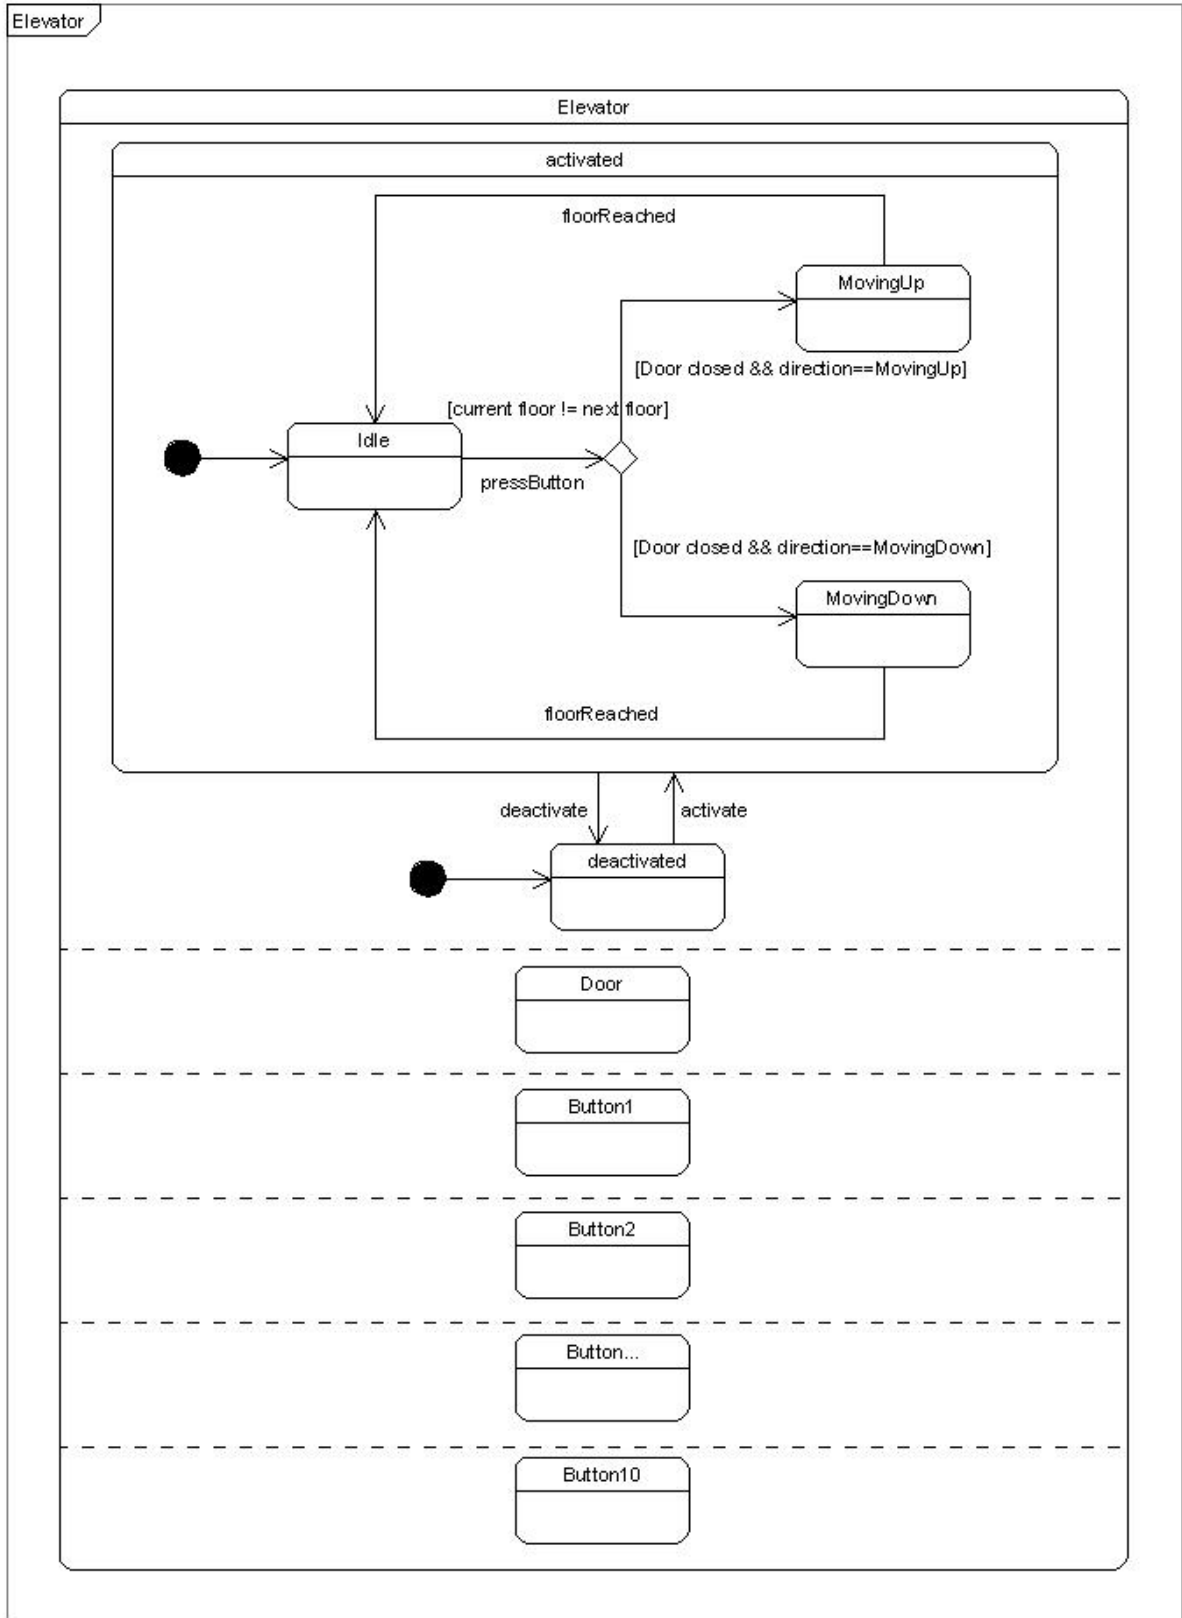 Elevator
Elevator
activated
floorReached
MovingUp
[Door closed && direction==MovingUp]
[current floor != next floor]
Idle
pressButton
[Door closed && direction==MovingDown]
MovingDown
floorReached
deactivate
activate
deactivated
Door
Button1
Button2
Button...
Button10